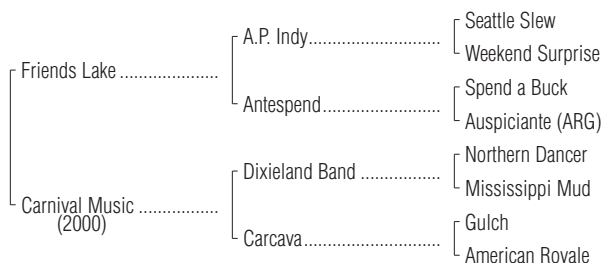 Seattle Slew
A.P. Indy........................................
Weekend Surprise
Friends Lake ......................
Spend a Buck
Antespend....................................
Auspiciante (ARG)
Northern Dancer
Dixieland Band ........................
Mississippi Mud
Carnival Music ..................
(2000)
Gulch
Carcava.........................................
American Royale